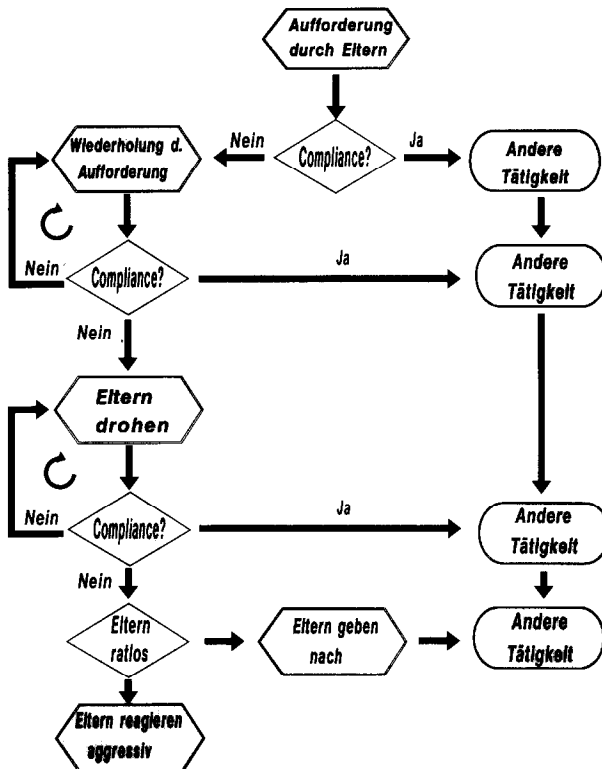 Aufforderung
durch Eltern
Nein
Compliance?
Ja
Wiederholung d.
Aufforderung
Andere
Tätigkeit
Nein
Compliance?
Ja
Andere
Tätigkeit
Nein
Eltern
drohen
Nein
Compliance?
Ja
Andere
Tätigkeit
Nein
Eltern
ratlos
Eltern geben
nach
Andere
Tätigkeit
Eltern reagieren
aggressiv